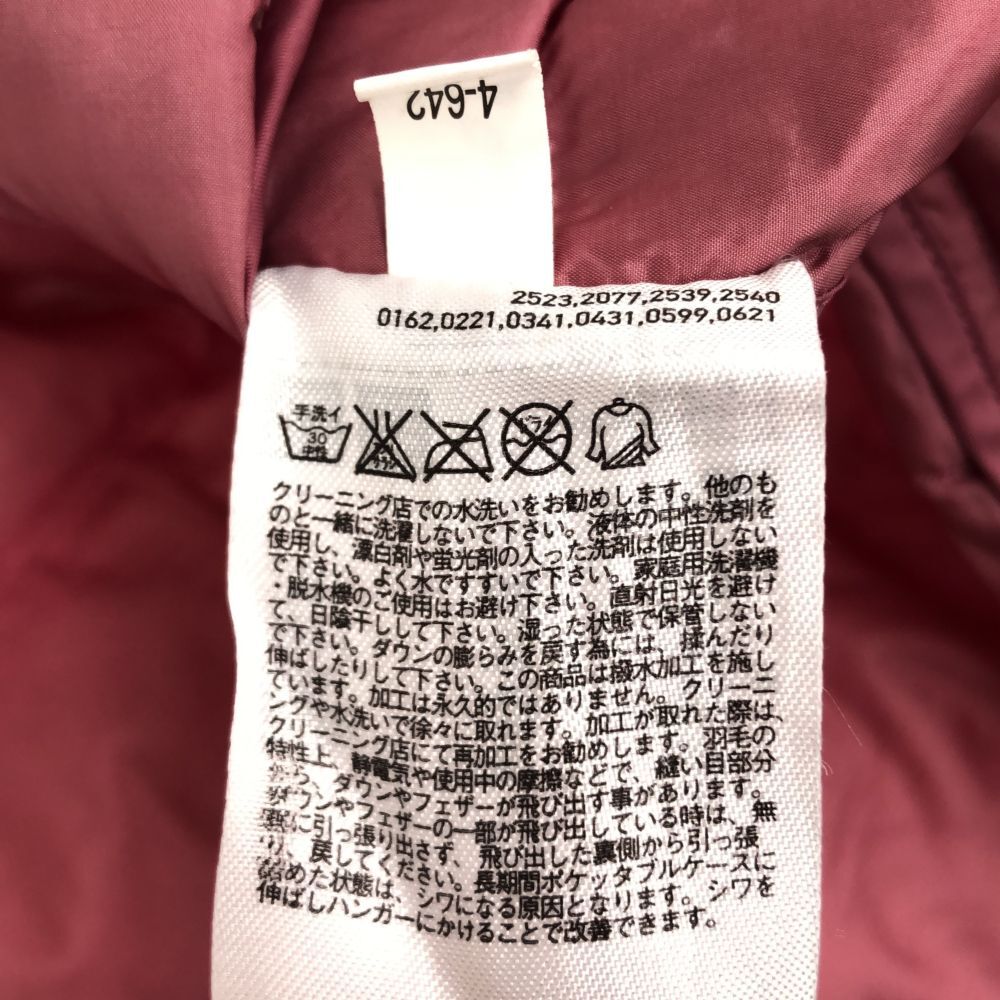 4-642
2523,2077,2539,2540
0162,0221,0341,0431,0599,0621
手洗イ
30
中性
エンソ
サラシ
ドライ
クリーニング店での水洗いをお勧めします。他のも
のと一緒に洗濯しないで下さい。液体の中性洗剤を
使用し、漂白剤や蛍光剤の入った洗剤は使用しない
で下さい。よく水ですすいで下さい。家庭用洗濯機
・脱水機のご使用はお避け下さい。直射日光を避け
て、日陰干しして下さい。湿った状態で保管しない
で下さい。ダウンの膨らみを戻す為には、揉んだり
伸ばしたりして下さい。この商品は撥水加工を施し
ています。加工は永久的ではありません。クリーニ
ングや水洗いで徐々に取れます。加工が取れた際は、
クリーニング店にて再加工をお勧めします。羽毛の
特性上、静電気や使用中の摩擦などで、縫い目部分
から、ダウンやフェザーが飛び出す事があります。
ダウンやフェザーの一部が飛び出している時は、無
理に引っ張り出さず、飛び出した裏側から引っ張
り、戻してください。長期間ポケッタブルケースに
納めた状態は、シワになる原因となります。シワを
伸ばしハンガーにかけることで改善できます。